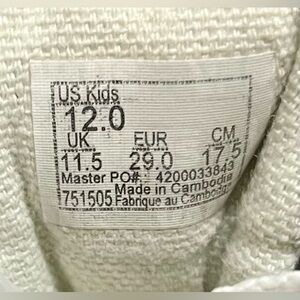 US Kids
12.0
UK EUR CM
11.5 29.0 17.5
Master PO# 4200033843
751505 Made in Cambodia
Fabrique au Cambodge